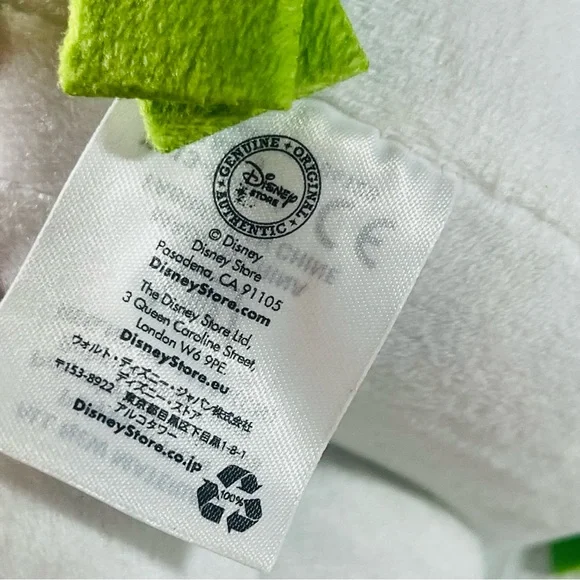 GENUINE • ORIGINAL • AUTHENTIC
Disney
STORE
© Disney
Disney Store
Pasadena, CA 91105
DisneyStore.com
The Disney Store Ltd,
3 Queen Caroline Street,
London W6 9PE
DisneyStore.eu
ウォルト・ディズニー・ジャパン株式会社
ディズニー・ストア
〒153-8922 東京都目黒区下目黒1-8-1
アルコタワー
DisneyStore.co.jp
100%
CE